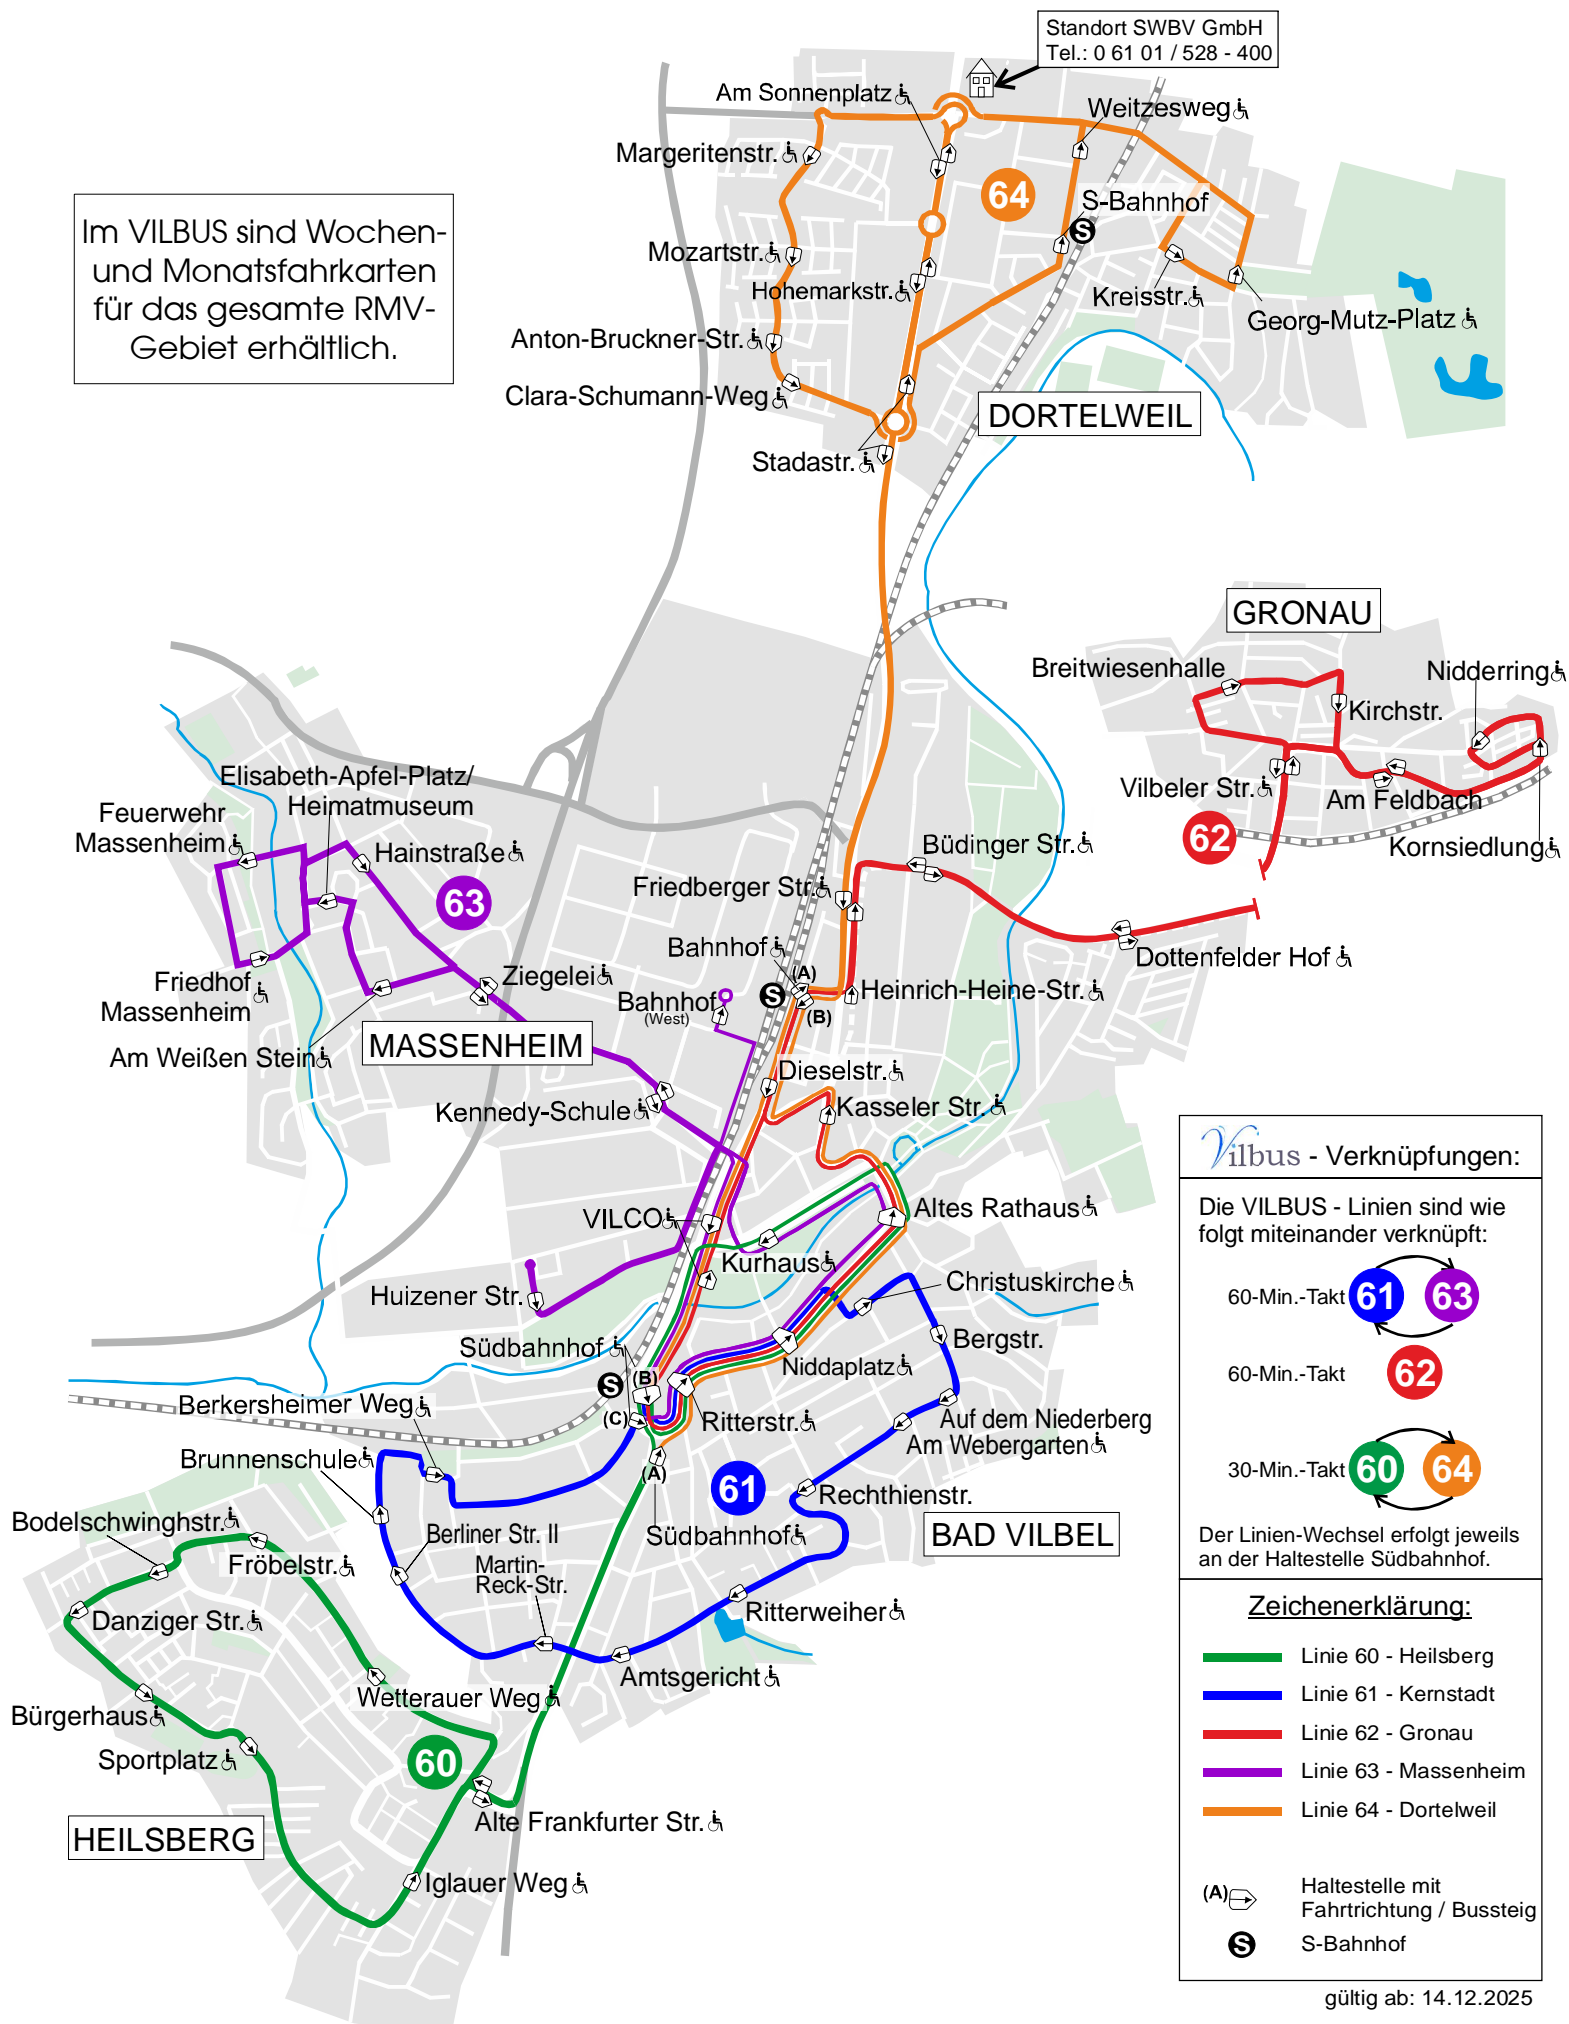 Standort SWBV GmbH
Tel.: 0 61 01 / 528 - 400
Im VILBUS sind Wochen-
und Monatsfahrkarten
für das gesamte RMV-
Gebiet erhältlich.
Am Sonnenplatz
Weitzesweg
Margeritenstr.
64
S-Bahnhof
S
Mozartstr.
Hohemarkstr.
Kreisstr.
Georg-Mutz-Platz
Anton-Bruckner-Str.
Clara-Schumann-Weg
DORTELWEIL
Stadastr.
GRONAU
Breitwiesenhalle
Nidderring
Kirchstr.
Vilbeler Str.
Am Feldbach
62
Kornsiedlung
Elisabeth-Apfel-Platz/
Heimatmuseum
Feuerwehr
Massenheim
Hainstraße
63
Büdinger Str.
Friedberger Str.
Bahnhof
(A)
S
(B)
Dottenfelder Hof
Heinrich-Heine-Str.
Friedhof
Massenheim
Ziegelei
Bahnhof
(West)
Am Weißen Stein
MASSENHEIM
Dieselstr.
Kennedy-Schule
Kasseler Str.
VILCO
Altes Rathaus
Kurhaus
Huizener Str.
Christuskirche
Südbahnhof
Bergstr.
Niddaplatz
S
(B)
(C)
(A)
Berkersheimer Weg
Ritterstr.
Auf dem Niederberg
Am Webergarten
Brunnenschule
61
Rechthienstr.
Bodelschwinghstr.
Fröbelstr.
Berliner Str. II
Martin-
Reck-Str.
Südbahnhof
BAD VILBEL
Danziger Str.
Ritterweiher
Amtsgericht
Wetterauer Weg
Bürgerhaus
Sportplatz
60
Alte Frankfurter Str.
HEILSBERG
Iglauer Weg
Vilbus - Verknüpfungen:
Die VILBUS - Linien sind wie
folgt miteinander verknüpft:
60-Min.-Takt 61 63
60-Min.-Takt 62
30-Min.-Takt 60 64
Der Linien-Wechsel erfolgt jeweils
an der Haltestelle Südbahnhof.
Zeichenerklärung:
Linie 60 - Heilsberg
Linie 61 - Kernstadt
Linie 62 - Gronau
Linie 63 - Massenheim
Linie 64 - Dortelweil
(A) Haltestelle mit
Fahrtrichtung / Bussteig
S S-Bahnhof
gültig ab: 14.12.2025